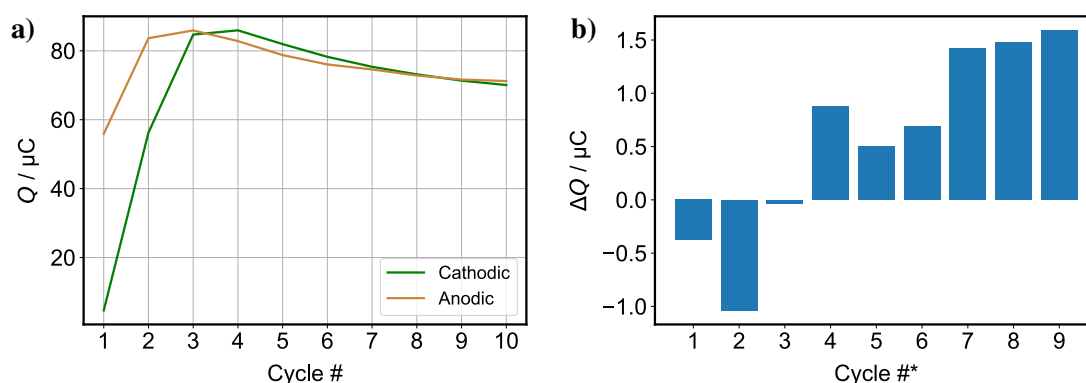 a)
Q / µC
80
60
40
20
Cathodic
Anodic
1 2 3 4 5 6 7 8 9 10
Cycle #
b)
ΔQ / µC
1.5
1.0
0.5
0.0
−0.5
−1.0
1 2 3 4 5 6 7 8 9
Cycle #*